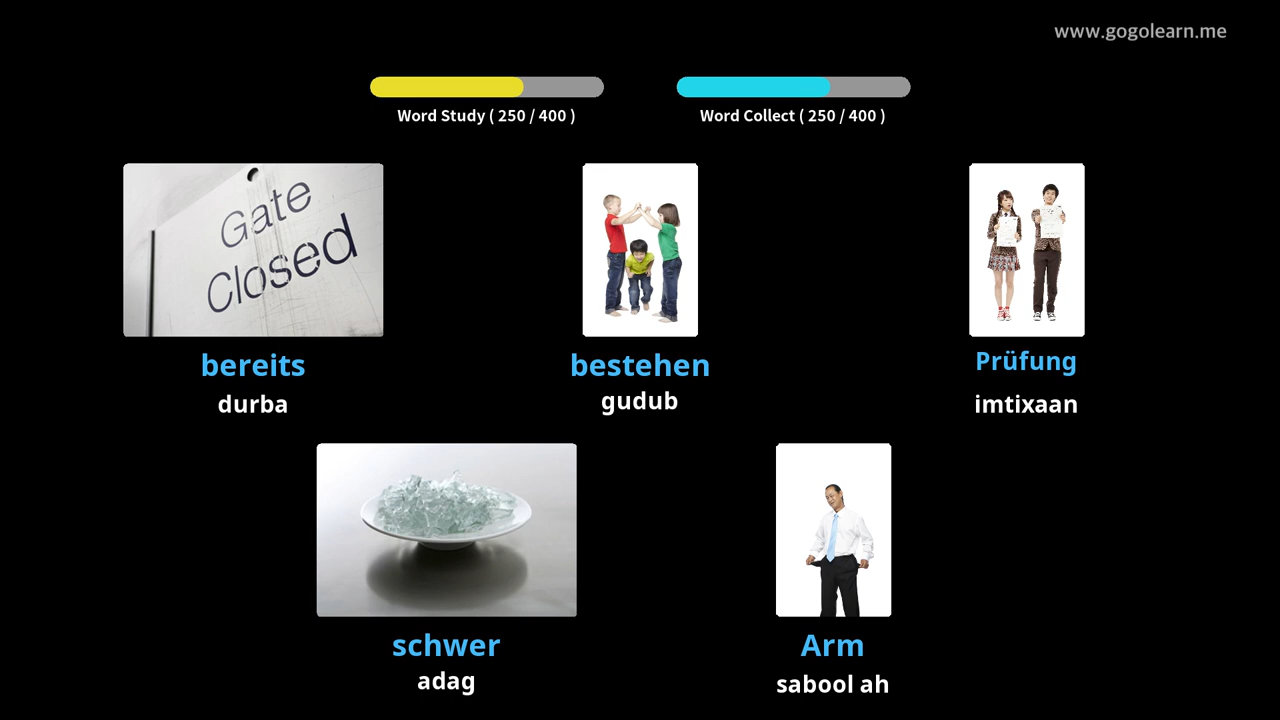 www.gogolearn.me
Word Study ( 250 / 400 )
Word Collect ( 250 / 400 )
Gate
Closed
bereits
durba
bestehen
gudub
Prüfung
imtixaan
schwer
adag
Arm
sabool ah